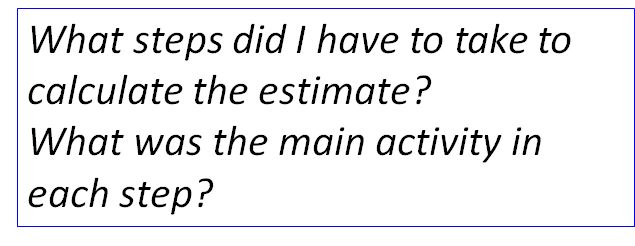 What steps did I have to take to
calculate the estimate?
What was the main activity in
each step?